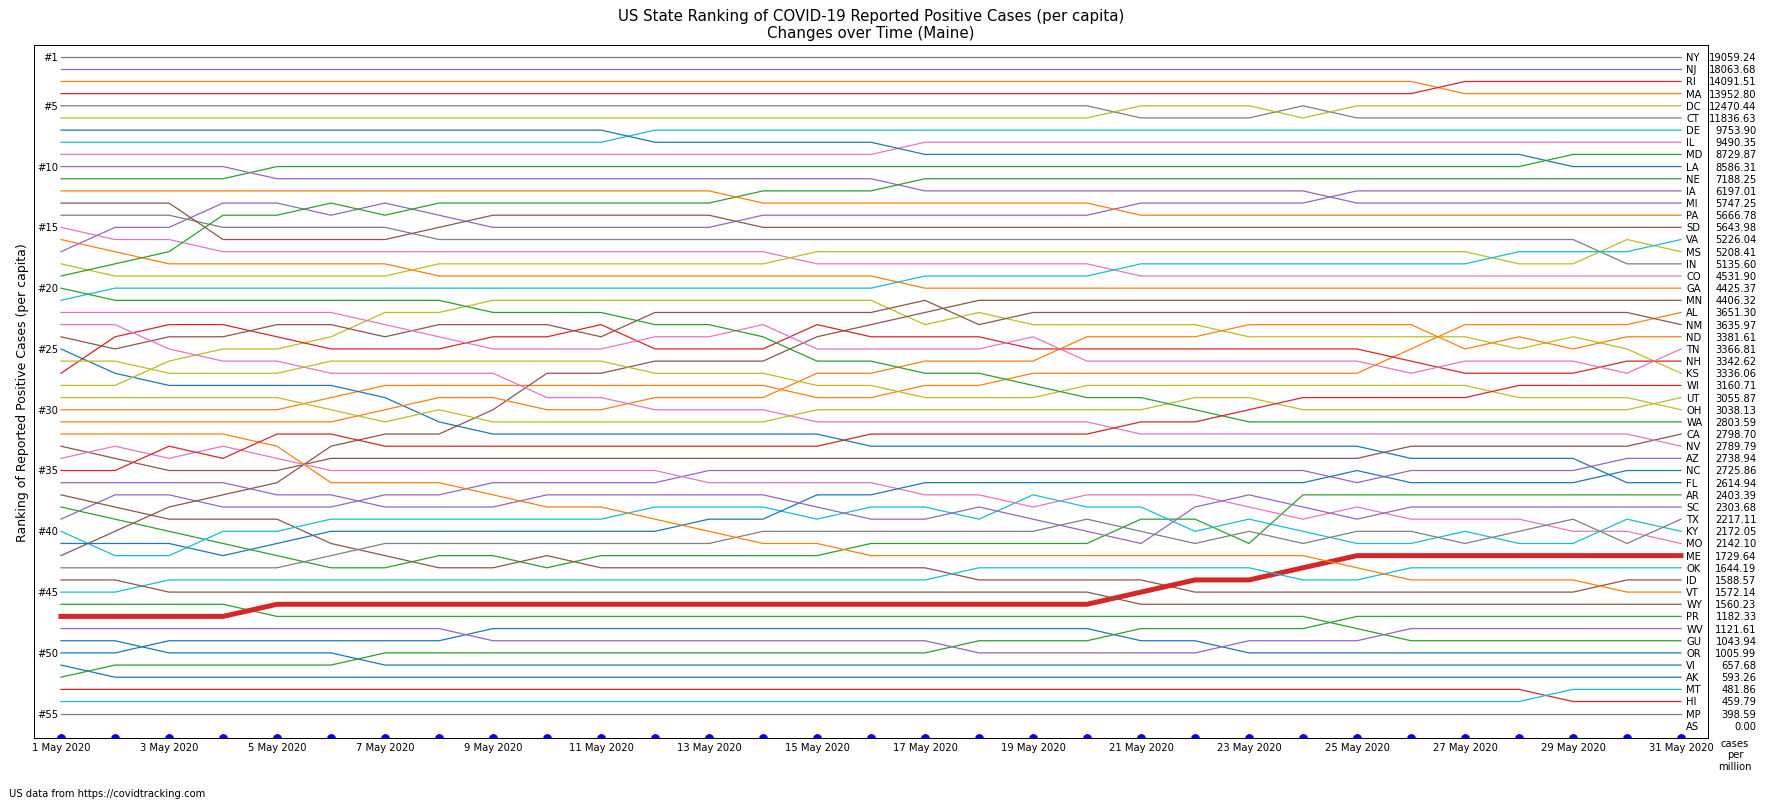 US State Ranking of COVID-19 Reported Positive Cases (per capita)
Changes over Time (Maine)
Ranking of Reported Positive Cases (per capita)
#1
#5
#10
#15
#20
#25
#30
#35
#40
#45
#50
#55
NY 19059.24
NJ 18063.68
RI 14091.51
MA 13952.80
DC 12470.44
CT 11836.63
DE 9753.90
IL 9490.35
MD 8729.87
LA 8586.31
NE 7188.25
IA 6197.01
MI 5747.25
PA 5666.78
SD 5643.98
VA 5226.04
MS 5208.41
IN 5135.60
CO 4531.90
GA 4425.37
MN 4406.32
AL 3651.30
NM 3635.97
ND 3381.61
TN 3366.81
NH 3342.62
KS 3336.06
WI 3160.71
UT 3055.87
OH 3038.13
WA 2803.59
CA 2798.70
NV 2789.79
AZ 2738.94
NC 2725.86
FL 2614.94
AR 2403.39
SC 2303.68
TX 2217.11
KY 2172.05
MO 2142.10
ME 1729.64
OK 1644.19
ID 1588.57
VT 1572.14
WY 1560.23
PR 1182.33
WV 1121.61
GU 1043.94
OR 1005.99
VI 657.68
AK 593.26
MT 481.86
HI 459.79
MP 398.59
AS 0.00
1 May 2020 3 May 2020 5 May 2020 7 May 2020 9 May 2020 11 May 2020 13 May 2020 15 May 2020 17 May 2020 19 May 2020 21 May 2020 23 May 2020 25 May 2020 27 May 2020 29 May 2020 31 May 2020
cases
per
million
US data from https://covidtracking.com